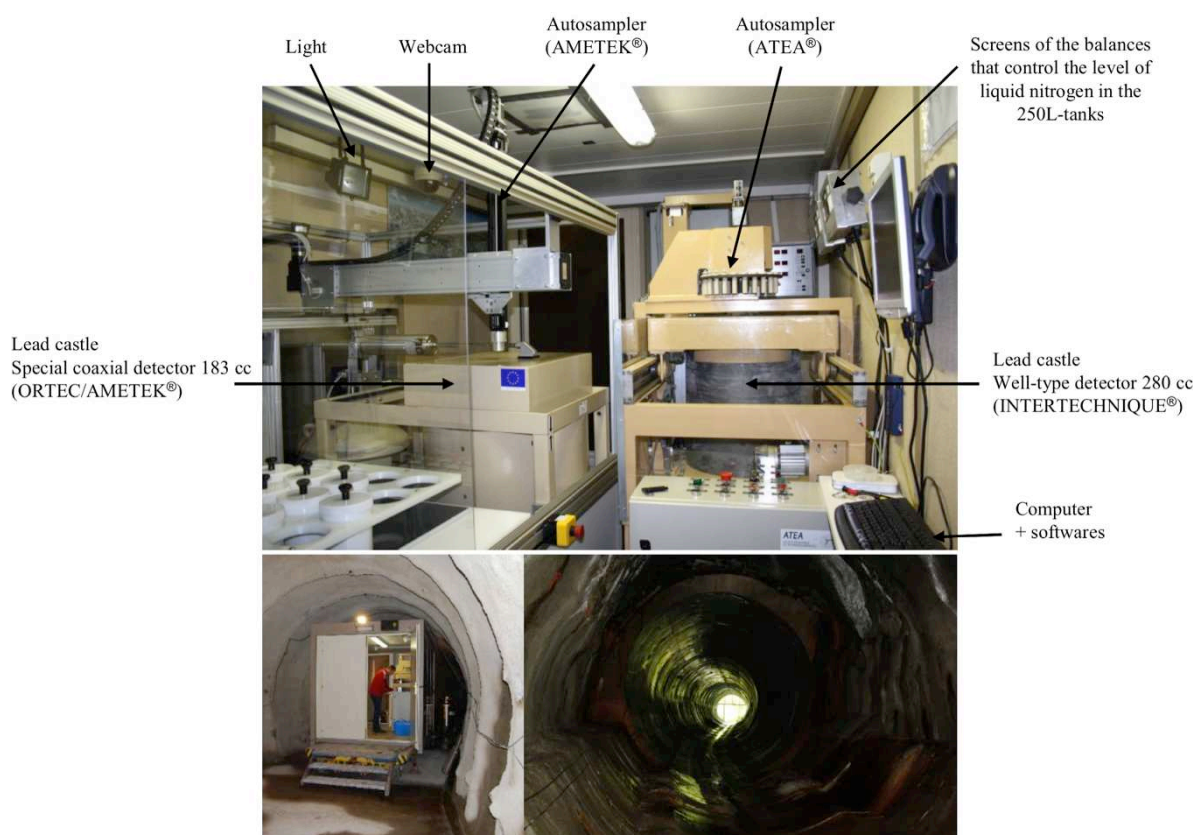 Light
Webcam
Autosampler
(AMETEK®)
Autosampler
(ATEA®)
Screens of the balances
that control the level of
liquid nitrogen in the
250L-tanks
Lead castle
Special coaxial detector 183 cc
(ORTEC/AMETEK®)
Lead castle
Well-type detector 280 cc
(INTERTECHNIQUE®)
Computer
+ softwares
ATEA